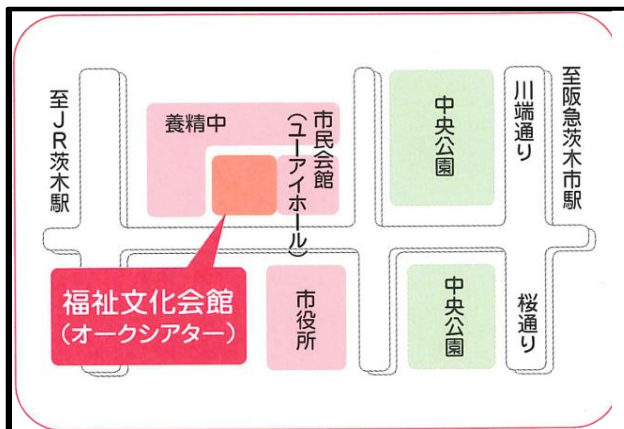 至JR茨木駅
養精中
市民会館
(ユーアイホール)
中央公園
川端通り
至阪急茨木市駅
福祉文化会館
(オークシアター)
市役所
中央公園
桜通り